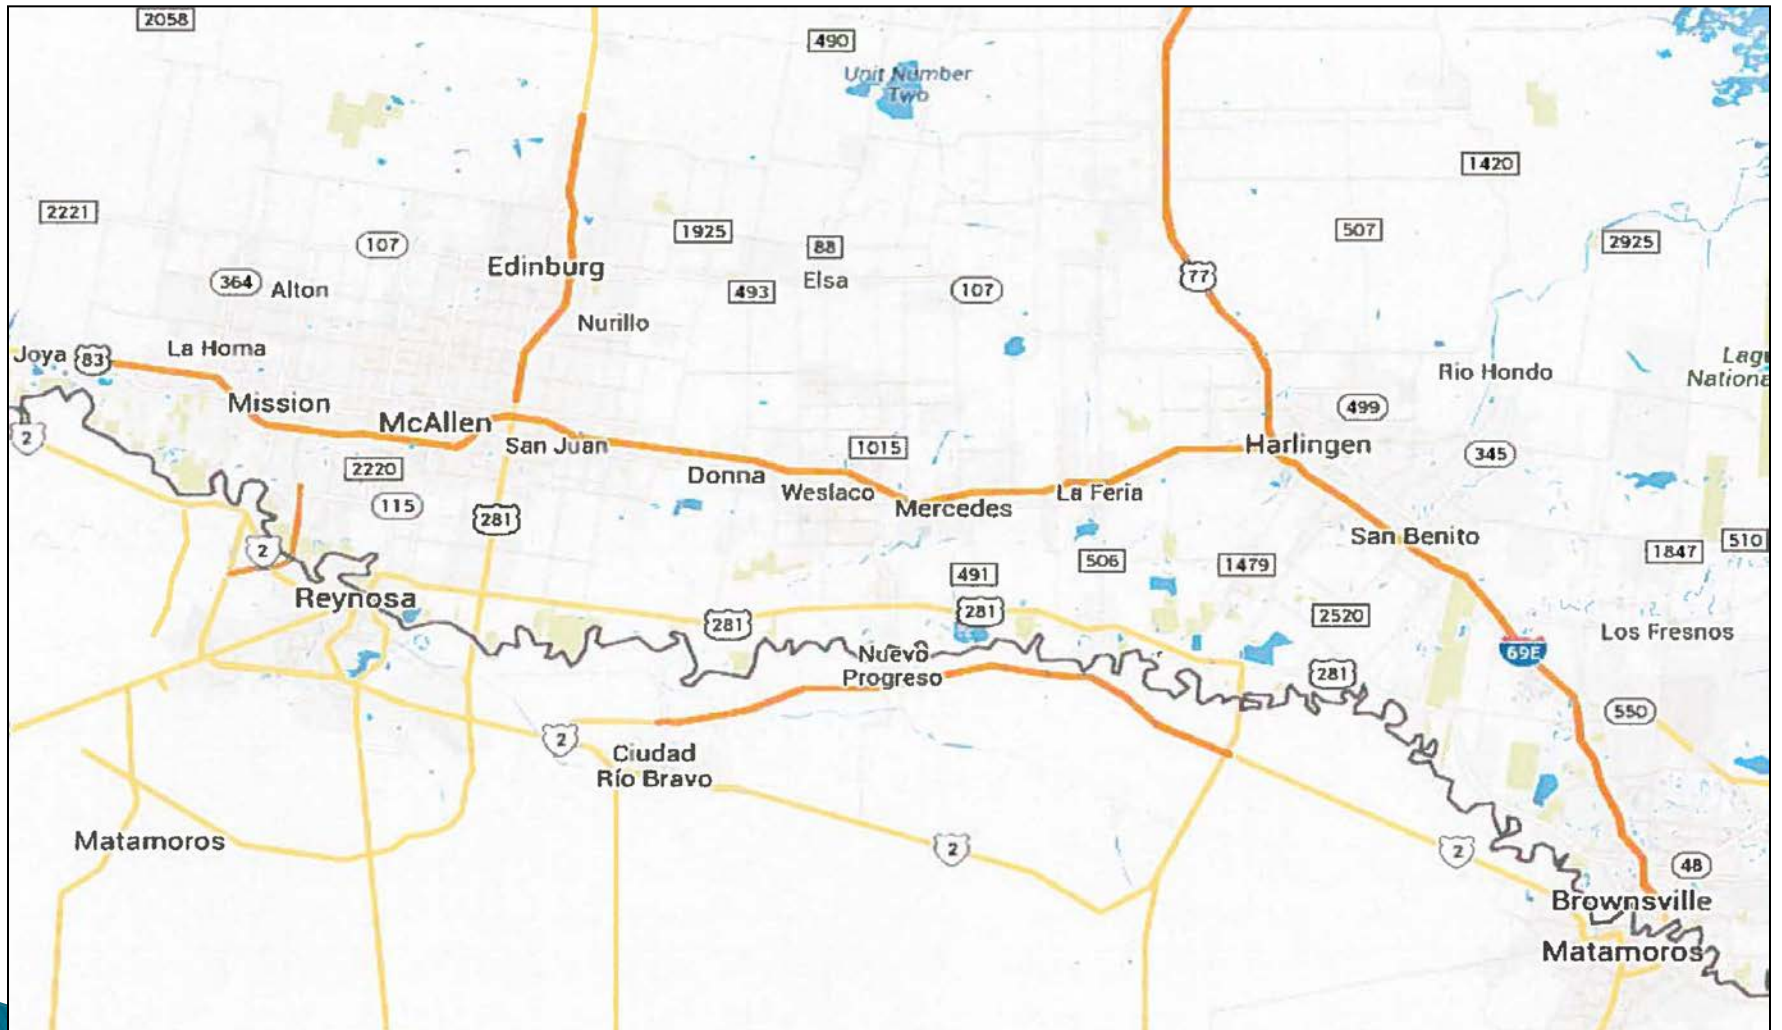 2058
490
Unit Number
Two
1420
2221
107
1925
88
507
2925
Edinburg
77
364
Alton
493
Elsa
107
Nurillo
Joya
83
La Homa
Lagu
Nationa
Rio Hondo
Mission
McAllen
499
2
San Juan
1015
Harlingen
345
2220
Donna
Weslaco
La Feria
115
281
Mercedes
San Benito
2
506
1479
1847
510
491
Reynosa
281
281
2520
Los Fresnos
Nuevo
Progreso
69E
281
550
2
Ciudad
Río Bravo
Matamoros
2
2
48
Brownsville
Matamoros